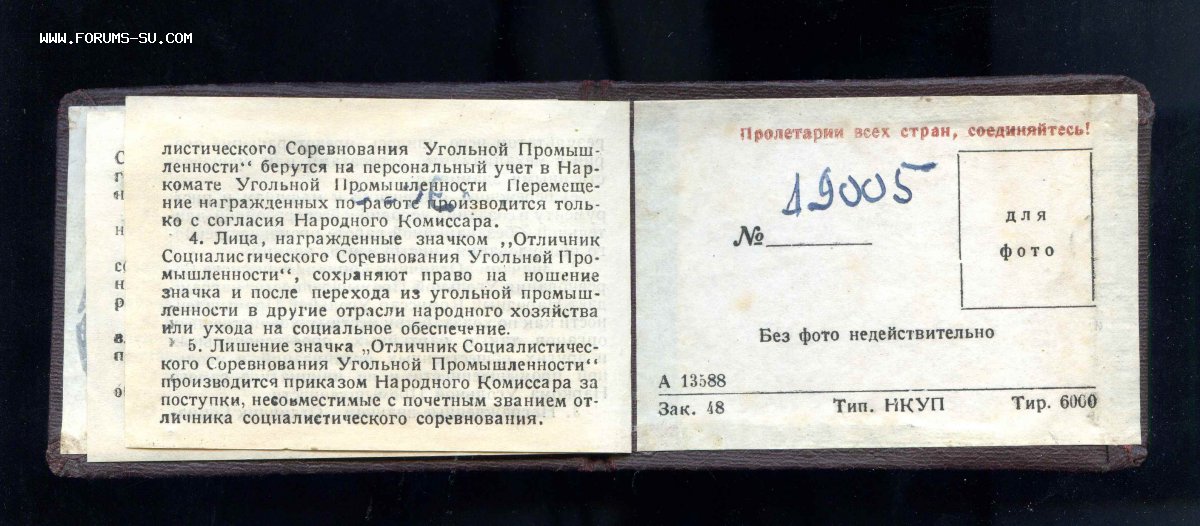 WWW.FORUMS-SU.COM
листического Соревнования Угольной Промыш-
ленности“ берутся на персональный учет в Нар-
комате Угольной Промышленности Перемеще-
ние награжденных по работе производится толь-
ко с согласия Народного Комиссара.
4. Лица, награжденные значком ,,Отличник
Социалистического Соревнования Угольной Про-
мышленности“, сохраняют право на ношение
значка и после перехода из угольной промыш-
ленности в другие отрасли народного хозяйства
или ухода на социальное обеспечение.
5. Лишение значка „Отличник Социалистичес-
кого Соревнования Угольной Промышленности“
производится приказом Народного Комиссара за
поступки, несовместимые с почетным званием от-
личника социалистического соревнования.
Пролетарии всех стран, соединяйтесь!
19005
№
для
фото
Без фото недействительно
А 13588
Зак. 48 Тип. НКУП Тир. 6000